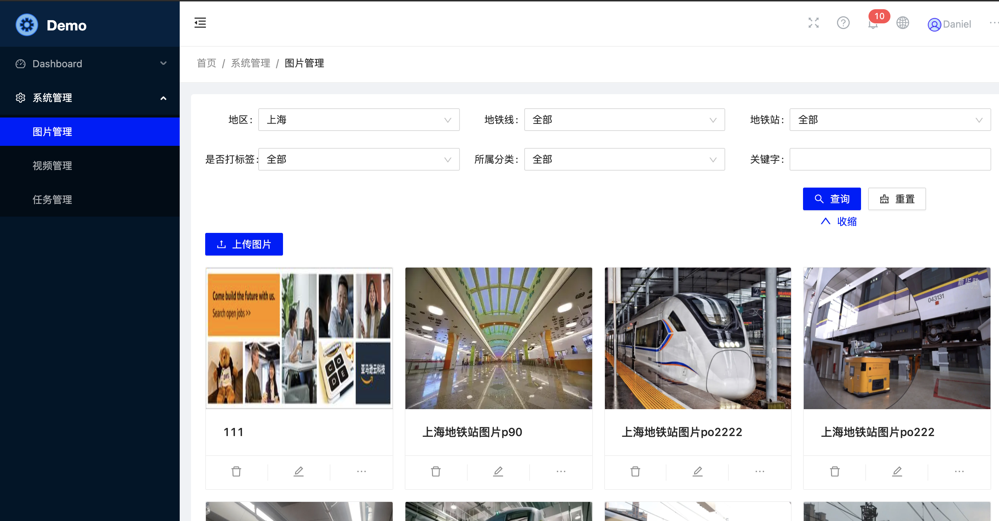 Demo
10
Daniel
Dashboard
系统管理
图片管理
视频管理
任务管理
首页 / 系统管理 / 图片管理
地区: 上海
地铁线: 全部
地铁站: 全部
是否打标签: 全部
所属分类: 全部
关键字:
查询
重置
收缩
上传图片
Come build the future with us.
Search open jobs >>
aws
CODE
亚马逊云科技
2
新华社
043131
111
上海地铁站图片p90
上海地铁站图片po2222
上海地铁站图片po222